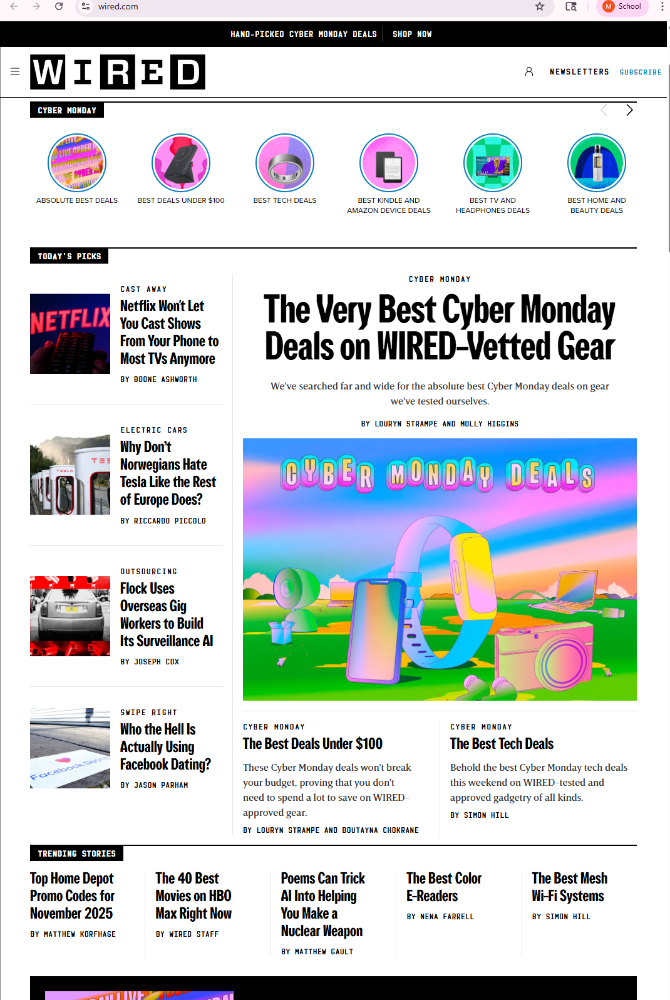 wired.com
M School
HAND-PICKED CYBER MONDAY DEALS SHOP NOW
WIRED
NEWSLETTERS SUBSCRIBE
CYBER MONDAY
ABSOLUTE BEST DEALS
BEST DEALS UNDER $100
BEST TECH DEALS
BEST KINDLE AND
AMAZON DEVICE DEALS
BEST TV AND
HEADPHONES DEALS
BEST HOME AND
BEAUTY DEALS
TODAY'S PICKS
NETFLIX
CAST AWAY
Netflix Won't Let
You Cast Shows
From Your Phone to
Most TVs Anymore
BY BOONE ASHWORTH
TESLA
ELECTRIC CARS
Why Don't
Norwegians Hate
Tesla Like the Rest
of Europe Does?
BY RICCARDO PICCOLO
OUTSOURCING
Flock Uses
Overseas Gig
Workers to Build
Its Surveillance AI
BY JOSEPH COX
Facebook Dating
SWIPE RIGHT
Who the Hell Is
Actually Using
Facebook Dating?
BY JASON PARHAM
CYBER MONDAY
The Very Best Cyber Monday
Deals on WIRED-Vetted Gear
We've searched far and wide for the absolute best Cyber Monday deals on gear
we've tested ourselves.
BY LOURYN STRAMPE AND MOLLY HIGGINS
CYBER MONDAY DEALS
CYBER MONDAY
The Best Deals Under $100
These Cyber Monday deals won't break
your budget, proving that you don't
need to spend a lot to save on WIRED-
approved gear.
BY LOURYN STRAMPE AND BOUTAYNA CHOKRANE
CYBER MONDAY
The Best Tech Deals
Behold the best Cyber Monday tech deals
this weekend on WIRED-tested and
approved gadgetry of all kinds.
BY SIMON HILL
TRENDING STORIES
Top Home Depot
Promo Codes for
November 2025
BY MATTHEW KORFHAGE
The 40 Best
Movies on HBO
Max Right Now
BY WIRED STAFF
Poems Can Trick
AI Into Helping
You Make a
Nuclear Weapon
BY MATTHEW GAULT
The Best Color
E-Readers
BY NENA FARRELL
The Best Mesh
Wi-Fi Systems
BY SIMON HILL